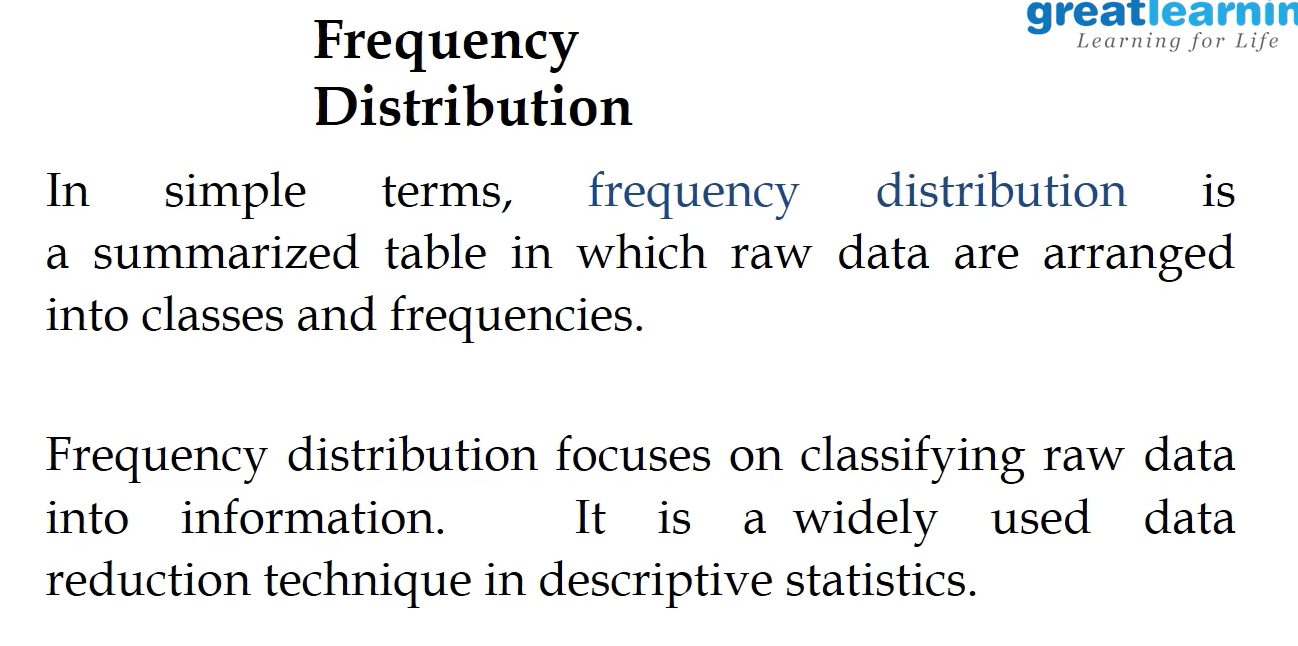 greatlearnin
Learning for Life
Frequency
Distribution
In simple terms, frequency distribution is
a summarized table in which raw data are arranged
into classes and frequencies.
Frequency distribution focuses on classifying raw data
into information. It is a widely used data
reduction technique in descriptive statistics.